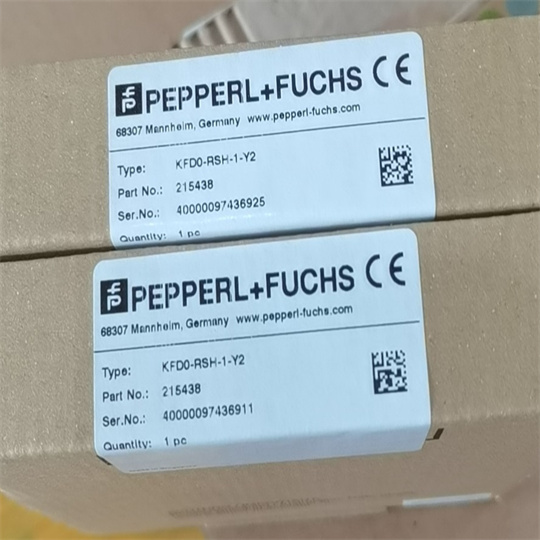 PEPPERL+FUCHS CE
68307 Mannheim, Germany www.pepperl-fuchs.com
Type: KFD0-RSH-1-Y2
Part No.: 215438
Ser.No.: 40000097436925
Quantity: 1 pc
PEPPERL+FUCHS CE
68307 Mannheim, Germany www.pepperl-fuchs.com
Type: KFD0-RSH-1-Y2
Part No.: 215438
Ser.No.: 40000097436911
Quantity: 1 pc